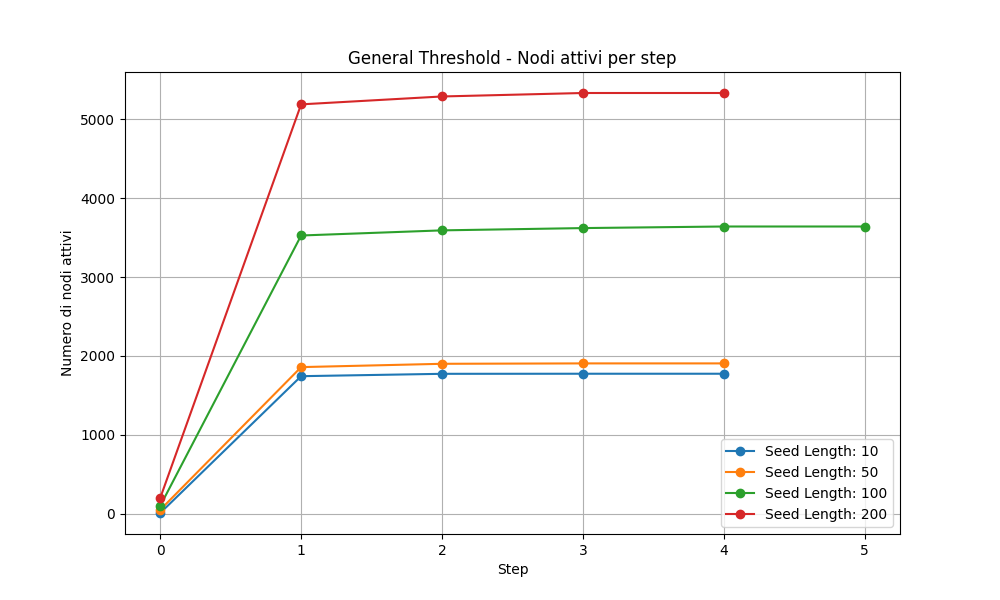 General Threshold - Nodi attivi per step
Numero di nodi attivi
5000
4000
3000
2000
1000
0
0 1 2 3 4 5
Step
Seed Length: 10
Seed Length: 50
Seed Length: 100
Seed Length: 200